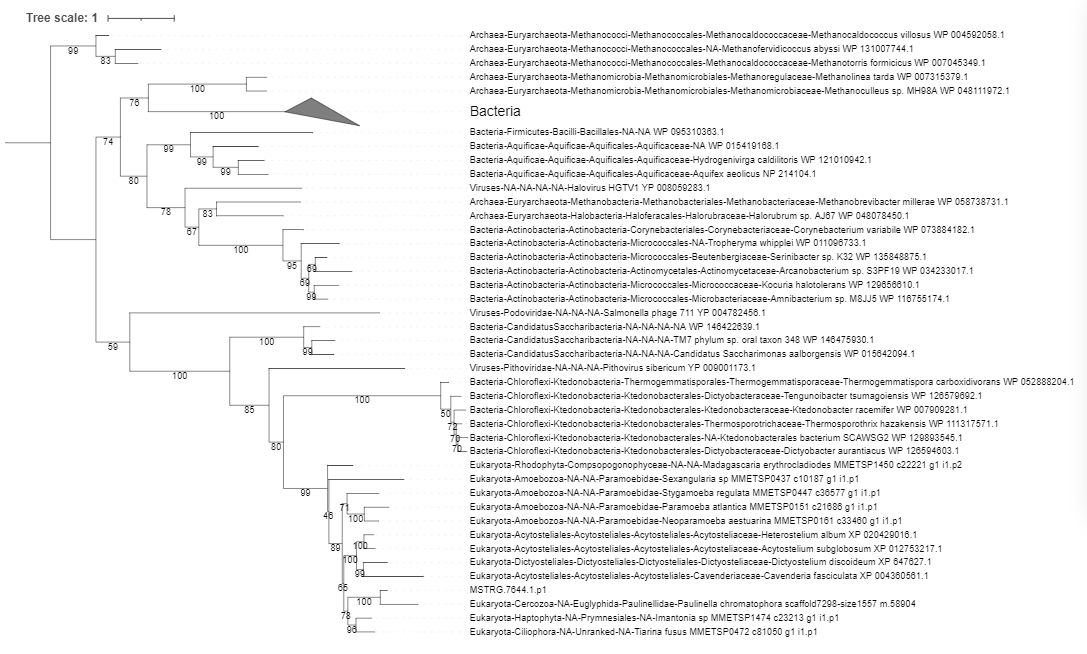 Tree scale: 1
Archaea-Euryarchaeota-Methanococci-Methanococcales-Methanocaldococcaceae-Methanocaldococcus villosus WP 004592058.1
99
Archaea-Euryarchaeota-Methanococci-Methanococcales-NA-Methanofervidicoccus abyssi WP 131007744.1
83
Archaea-Euryarchaeota-Methanococci-Methanococcales-Methanocaldococcaceae-Methanotorris formicicus WP 007045349.1
Archaea-Euryarchaeota-Methanomicrobia-Methanomicrobiales-Methanoregulaceae-Methanolinea tarda WP 007315379.1
100
Archaea-Euryarchaeota-Methanomicrobia-Methanomicrobiales-Methanomicrobiaceae-Methanoculleus sp. MH98A WP 048111972.1
76
Bacteria
100
Bacteria-Firmicutes-Bacilli-Bacillales-NA-NA WP 095310363.1
74
Bacteria-Aquificae-Aquificae-Aquificales-Aquificaceae-NA WP 015419168.1
99
Bacteria-Aquificae-Aquificae-Aquificales-Aquificaceae-Hydrogenivirga caldilitoris WP 121010942.1
99
Bacteria-Aquificae-Aquificae-Aquificales-Aquificaceae-Aquifex aeolicus NP 214104.1
99
80
Viruses-NA-NA-NA-NA-Halovirus HGTV1 YP 008059283.1
Archaea-Euryarchaeota-Methanobacteria-Methanobacteriales-Methanobacteriaceae-Methanobrevibacter millerae WP 058738731.1
78
83
Archaea-Euryarchaeota-Halobacteria-Haloferacales-Halorubraceae-Halorubrum sp. AJ67 WP 048078450.1
67
Bacteria-Actinobacteria-Actinobacteria-Corynebacteriales-Corynebacteriaceae-Corynebacterium variabile WP 073884182.1
Bacteria-Actinobacteria-Actinobacteria-Micrococcales-NA-Tropheryma whipplei WP 011096733.1
100
Bacteria-Actinobacteria-Actinobacteria-Micrococcales-Beutenbergiaceae-Serinibacter sp. K32 WP 135848875.1
95
69
Bacteria-Actinobacteria-Actinobacteria-Actinomycetales-Actinomycetaceae-Arcanobacterium sp. S3PF19 WP 034233017.1
69
Bacteria-Actinobacteria-Actinobacteria-Micrococcales-Micrococcaceae-Kocuria halotolerans WP 129656610.1
Bacteria-Actinobacteria-Actinobacteria-Micrococcales-Microbacteriaceae-Amnibacterium sp. M8JJ5 WP 116755174.1
99
Viruses-Podoviridae-NA-NA-NA-Salmonella phage 711 YP 004782456.1
Bacteria-CandidatusSaccharibacteria-NA-NA-NA-NA WP 146422639.1
Bacteria-CandidatusSaccharibacteria-NA-NA-NA-TM7 phylum sp. oral taxon 348 WP 146475930.1
100
59
Bacteria-CandidatusSaccharibacteria-NA-NA-NA-Candidatus Saccharimonas aalborgensis WP 015642094.1
99
Viruses-Pithoviridae-NA-NA-NA-Pithovirus sibericum YP 009001173.1
100
Bacteria-Chloroflexi-Ktedonobacteria-Thermogemmatisporales-Thermogemmatisporaceae-Thermogemmatispora carboxidivorans WP 052888204.1
Bacteria-Chloroflexi-Ktedonobacteria-Ktedonobacterales-Dictyobacteraceae-Tengunoibacter tsumagoiensis WP 126579692.1
100
Bacteria-Chloroflexi-Ktedonobacteria-Ktedonobacterales-Ktedonobacteraceae-Ktedonobacter racemifer WP 007909281.1
85
50
Bacteria-Chloroflexi-Ktedonobacteria-Ktedonobacterales-Thermosporotrichaceae-Thermosporothrix hazakensis WP 111317571.1
72
Bacteria-Chloroflexi-Ktedonobacteria-Ktedonobacterales-NA-Ktedonobacterales bacterium SCAWSG2 WP 129893545.1
70
Bacteria-Chloroflexi-Ktedonobacteria-Ktedonobacterales-Dictyobacteraceae-Dictyobacter aurantiacus WP 126594603.1
80
70
Eukaryota-Rhodophyta-Compsopogonophyceae-NA-NA-Madagascaria erythrocladiodes MMETSP1450 c22221 g1 i1.p2
Eukaryota-Amoebozoa-NA-NA-Paramoebidae-Sexangularia sp MMETSP0437 c10187 g1 i1.p1
99
Eukaryota-Amoebozoa-NA-NA-Paramoebidae-Stygamoeba regulata MMETSP0447 c36577 g1 i1.p1
Eukaryota-Amoebozoa-NA-NA-Paramoebidae-Paramoeba atlantica MMETSP0151 c21686 g1 i1.p1
71
46
Eukaryota-Amoebozoa-NA-NA-Paramoebidae-Neoparamoeba aestuarina MMETSP0161 c33460 g1 i1.p1
100
Eukaryota-Acytosteliales-Acytosteliales-Acytosteliales-Acytosteliaceae-Heterostelium album XP 020429016.1
Eukaryota-Acytosteliales-Acytosteliales-Acytosteliales-Acytosteliaceae-Acytostelium subglobosum XP 012753217.1
89
100
Eukaryota-Dictyosteliales-Dictyosteliales-Dictyosteliales-Dictyosteliaceae-Dictyostelium discoideum XP 647627.1
100
Eukaryota-Acytosteliales-Acytosteliales-Acytosteliales-Cavenderiaceae-Cavenderia fasciculata XP 004360561.1
99
65
MSTRG.7644.1.p1
Eukaryota-Cercozoa-NA-Euglyphida-Paulinellidae-Paulinella chromatophora scaffold7298-size1557 m.58904
100
Eukaryota-Haptophyta-NA-Prymnesiales-NA-Imantonia sp MMETSP1474 c23213 g1 i1.p1
78
Eukaryota-Ciliophora-NA-Unranked-NA-Tiarina fusus MMETSP0472 c81050 g1 i1.p1
96